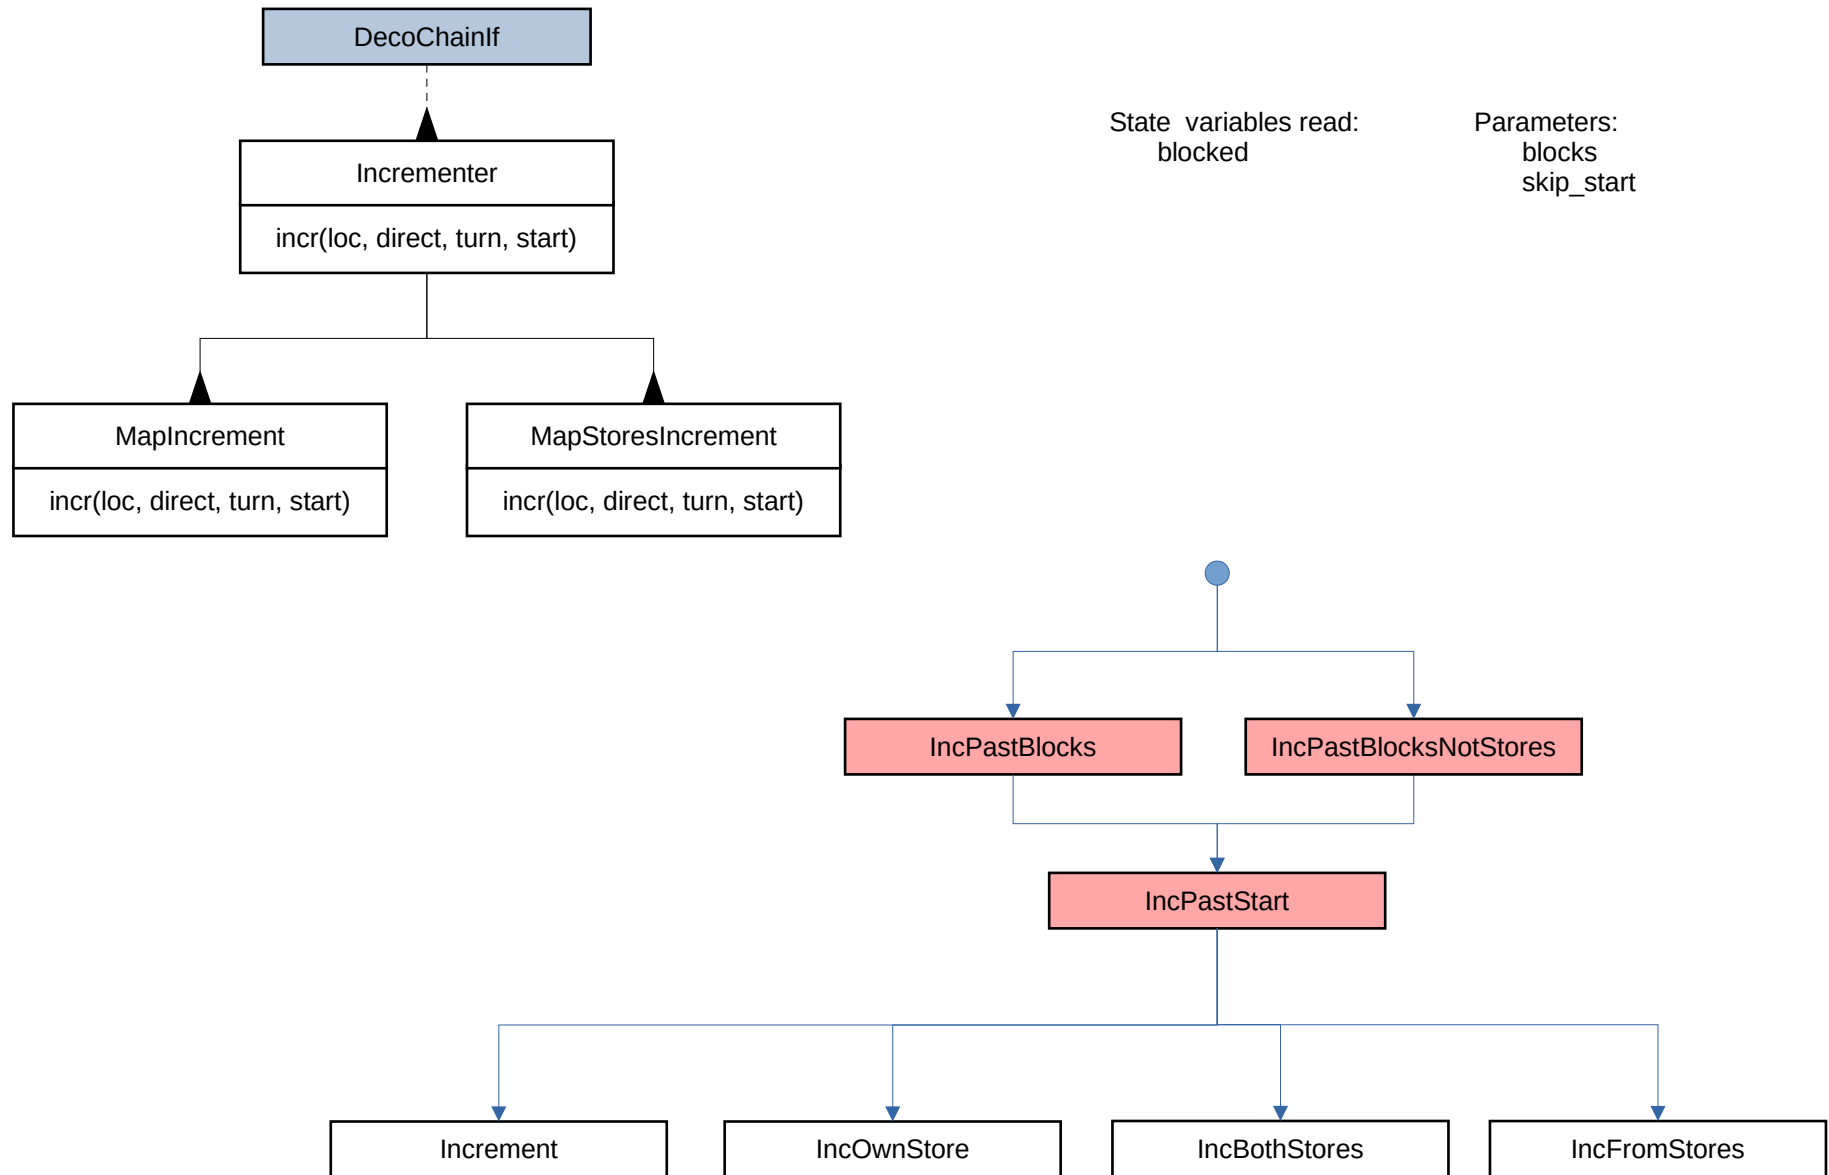 DecoChainIf
State  variables read:
blocked
Parameters:
blocks
skip_start
Incrementer
incr(loc, direct, turn, start)
MapIncrement
incr(loc, direct, turn, start)
MapStoresIncrement
incr(loc, direct, turn, start)
IncPastBlocks
IncPastBlocksNotStores
IncPastStart
Increment
IncOwnStore
IncBothStores
IncFromStores